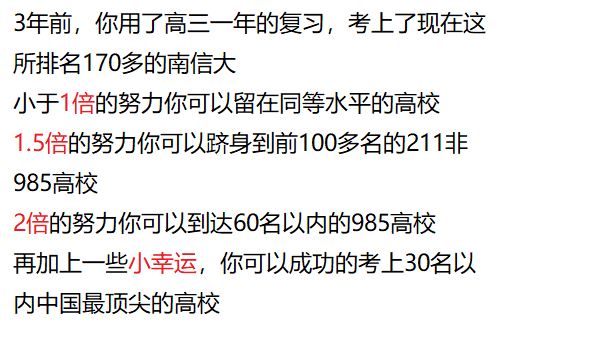 3年前，你用了高三一年的复习，考上了现在这
所排名170多的南信大
小于1倍的努力你可以留在同等水平的高校
1.5倍的努力你可以跻身到前100多名的211非
985高校
2倍的努力你可以到达60名以内的985高校
再加上一些小幸运，你可以成功的考上30名以
内中国最顶尖的高校